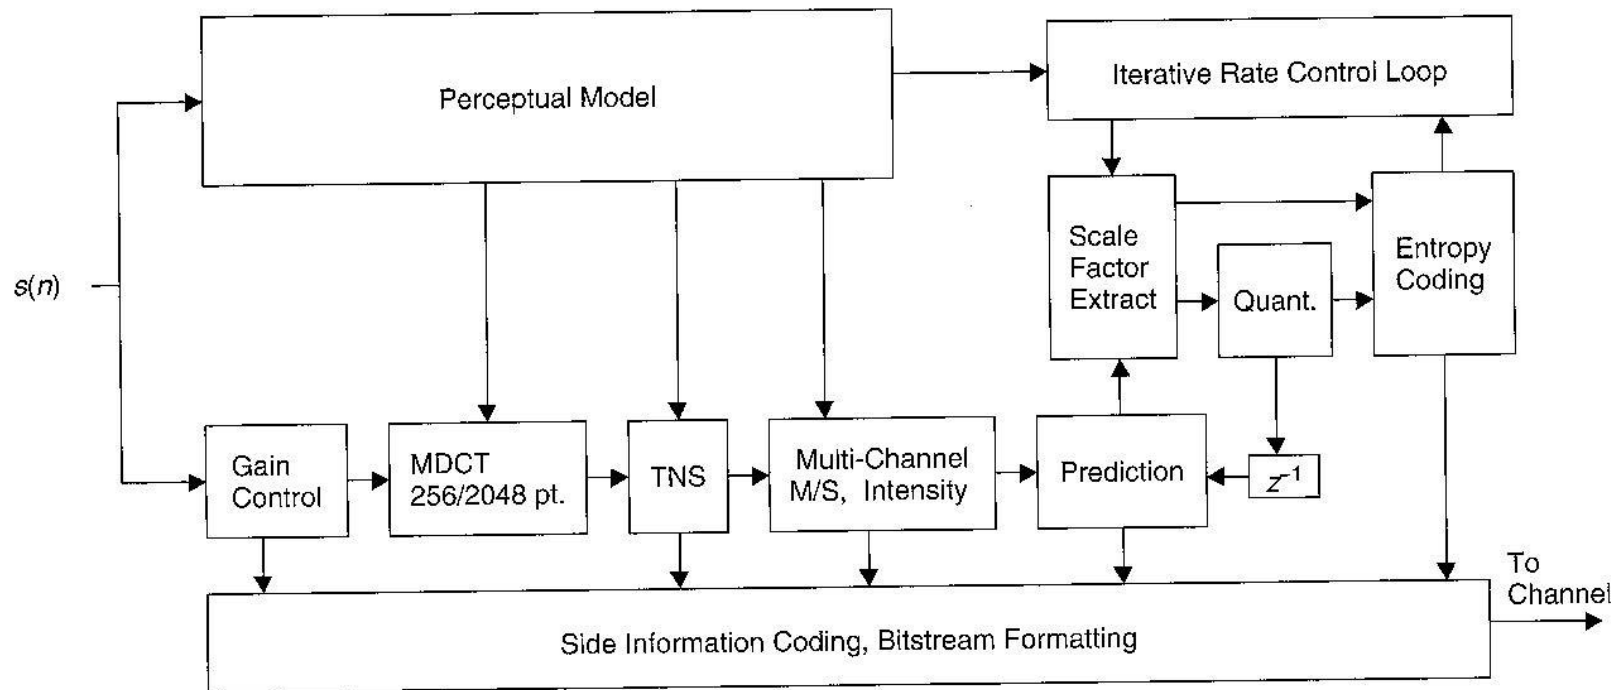 Perceptual Model
Iterative Rate Control Loop
s(n)
Scale
Factor
Extract
Quant.
Entropy
Coding
Gain
Control
MDCT
256/2048 pt.
TNS
Multi-Channel
M/S, Intensity
Prediction
z⁻¹
To
Channel
Side Information Coding, Bitstream Formatting